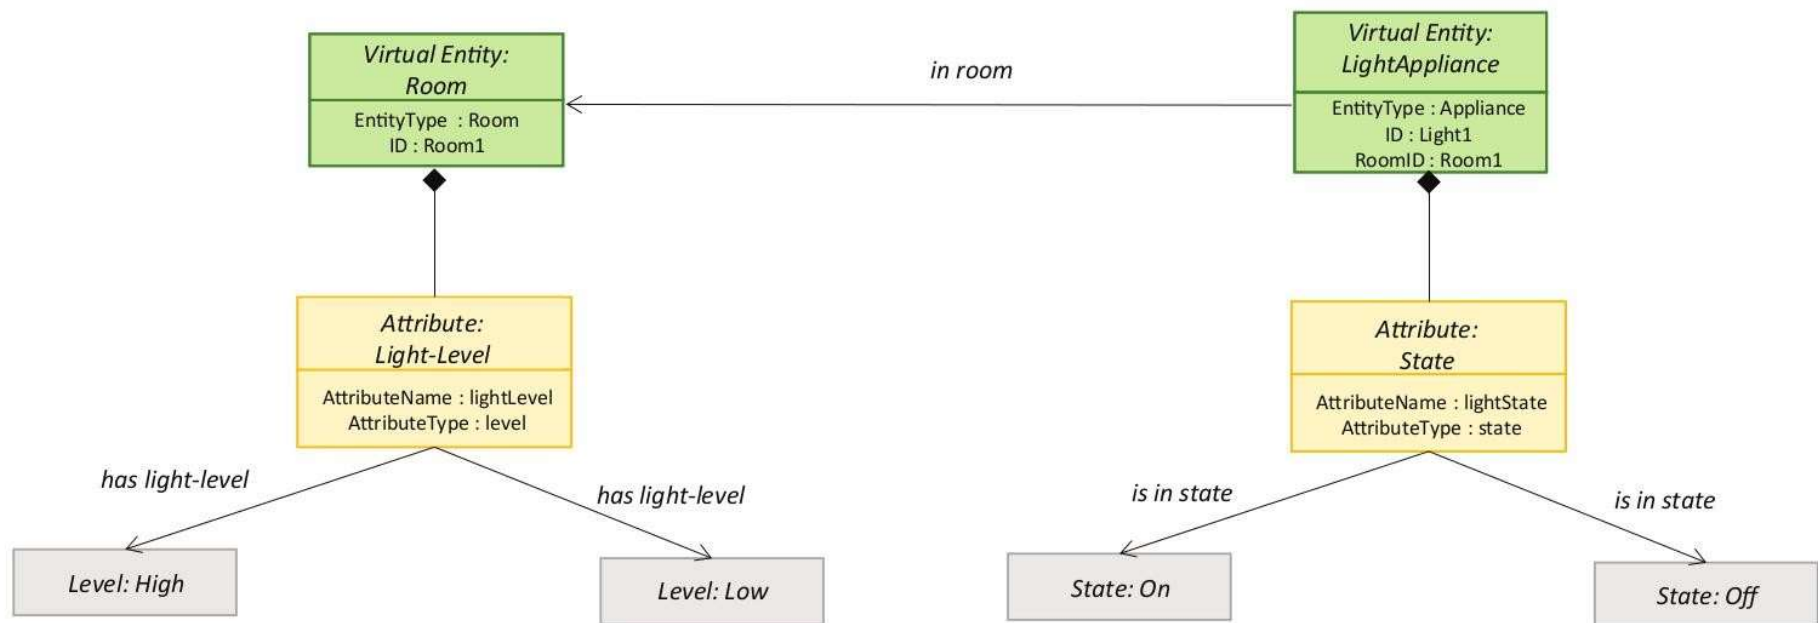 Virtual Entity:
Room
EntityType : Room
ID : Room1
in room
Virtual Entity:
LightAppliance
EntityType : Appliance
ID : Light1
RoomID : Room1
Attribute:
Light-Level
AttributeName : lightLevel
AttributeType : level
Attribute:
State
AttributeName : lightState
AttributeType : state
has light-level
has light-level
is in state
is in state
Level: High
Level: Low
State: On
State: Off